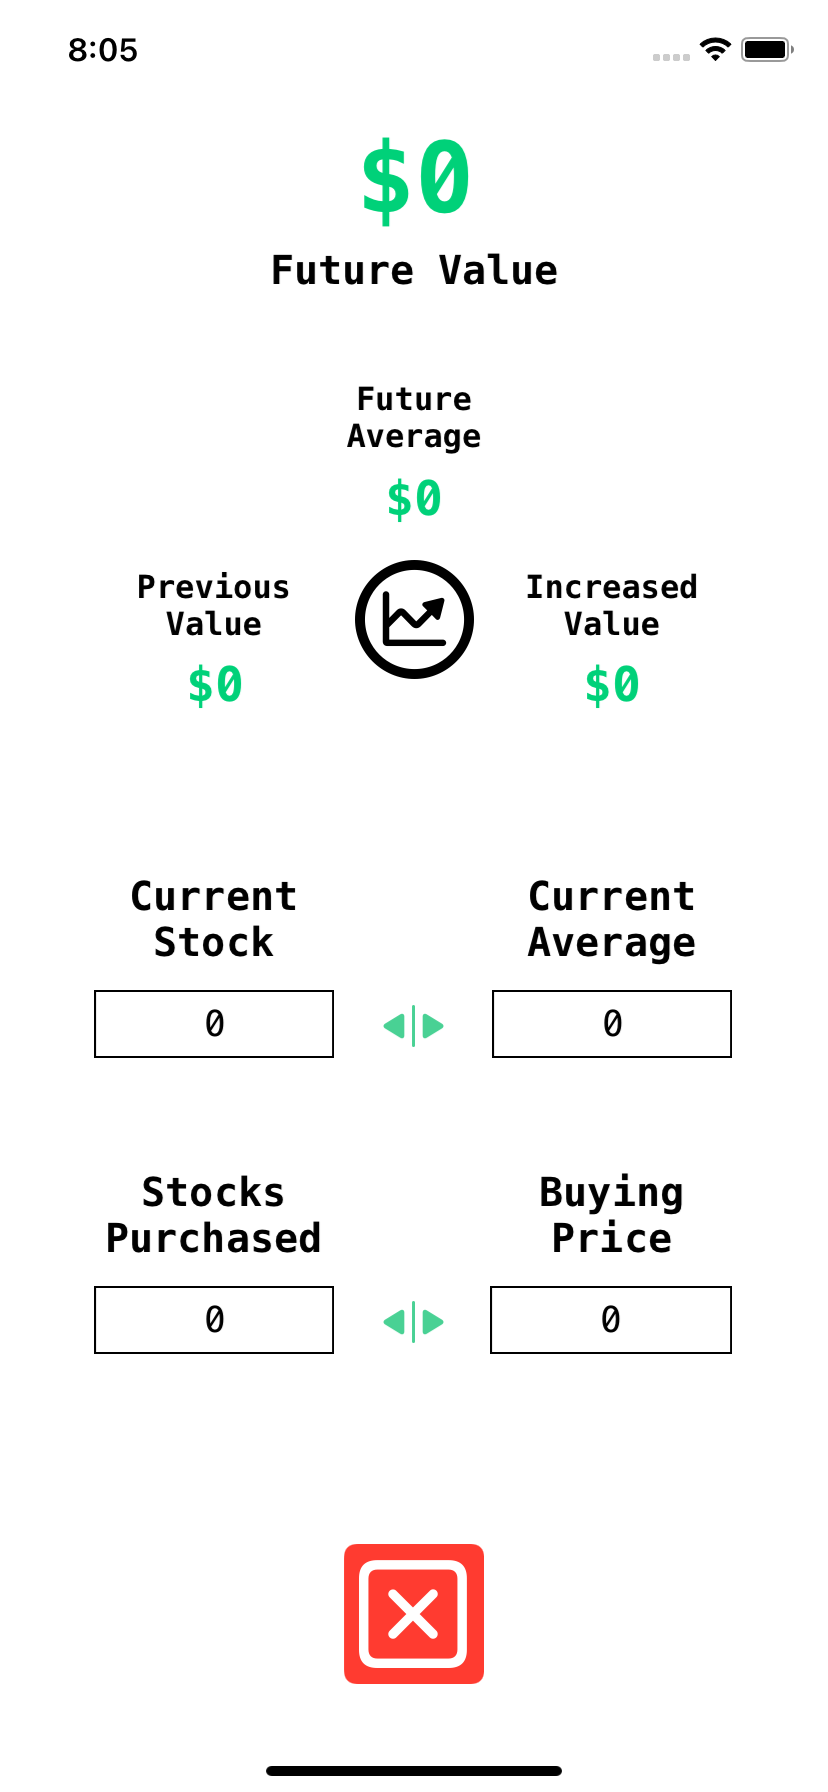 8:05
$0
Future Value
Future
Average
$0
Previous
Value
$0
Increased
Value
$0
Current
Stock
0
Current
Average
0
Stocks
Purchased
0
Buying
Price
0